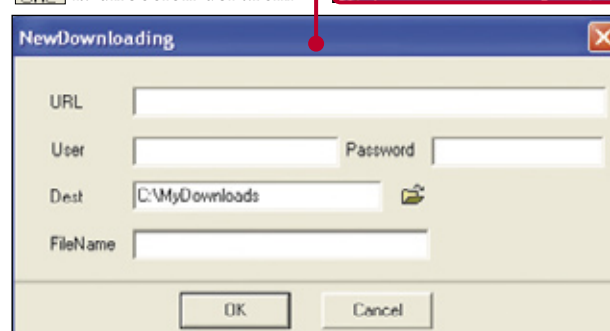 NewDownloading
URL
User Password
Dest C:\MyDownloads
FileName
OK Cancel